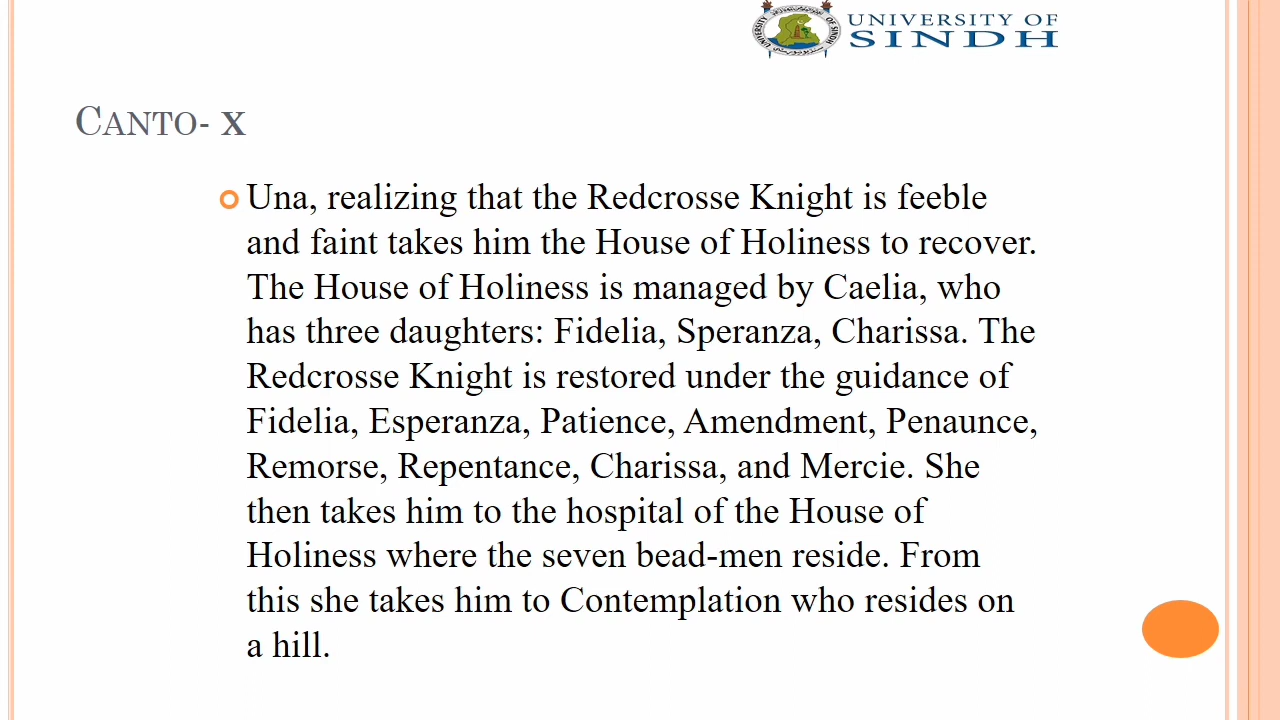 UNIVERSITY OF
SINDH
CANTO- X
Una, realizing that the Redcrosse Knight is feeble
and faint takes him the House of Holiness to recover.
The House of Holiness is managed by Caelia, who
has three daughters: Fidelia, Speranza, Charissa. The
Redcrosse Knight is restored under the guidance of
Fidelia, Esperanza, Patience, Amendment, Penaunce,
Remorse, Repentance, Charissa, and Mercie. She
then takes him to the hospital of the House of
Holiness where the seven bead-men reside. From
this she takes him to Contemplation who resides on
a hill.